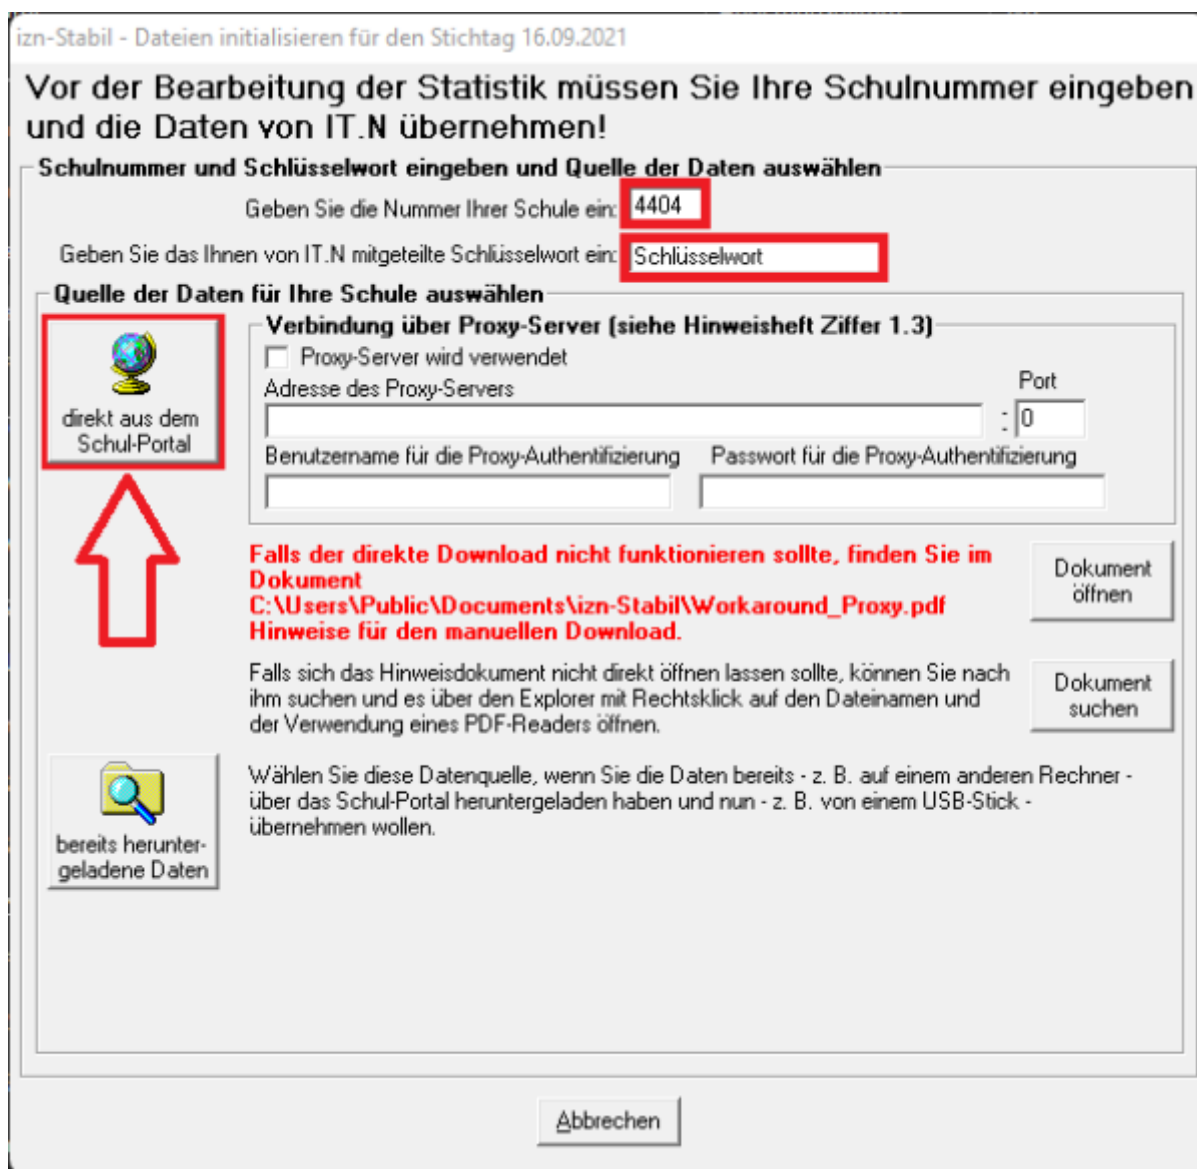 izn-Stabil - Dateien initialisieren für den Stichtag 16.09.2021
Vor der Bearbeitung der Statistik müssen Sie Ihre Schulnummer eingeben
und die Daten von IT.N übernehmen!
Schulnummer und Schlüsselwort eingeben und Quelle der Daten auswählen
Geben Sie die Nummer Ihrer Schule ein: 4404
Geben Sie das Ihnen von IT.N mitgeteilte Schlüsselwort ein: Schlüsselwort
Quelle der Daten für Ihre Schule auswählen
direkt aus dem
Schul-Portal
Verbindung über Proxy-Server (siehe Hinweisheft Ziffer 1.3)
Proxy-Server wird verwendet
Adresse des Proxy-Servers Port
: 0
Benutzername für die Proxy-Authentifizierung Passwort für die Proxy-Authentifizierung
Falls der direkte Download nicht funktionieren sollte, finden Sie im
Dokument
C:\Users\Public\Documents\izn-Stabil\Workaround_Proxy.pdf
Hinweise für den manuellen Download.
Dokument
öffnen
Falls sich das Hinweisdokument nicht direkt öffnen lassen sollte, können Sie nach
ihm suchen und es über den Explorer mit Rechtsklick auf den Dateinamen und
der Verwendung eines PDF-Readers öffnen.
Dokument
suchen
bereits herunter-
geladene Daten
Wählen Sie diese Datenquelle, wenn Sie die Daten bereits - z. B. auf einem anderen Rechner -
über das Schul-Portal heruntergeladen haben und nun - z. B. von einem USB-Stick -
übernehmen wollen.
Abbrechen